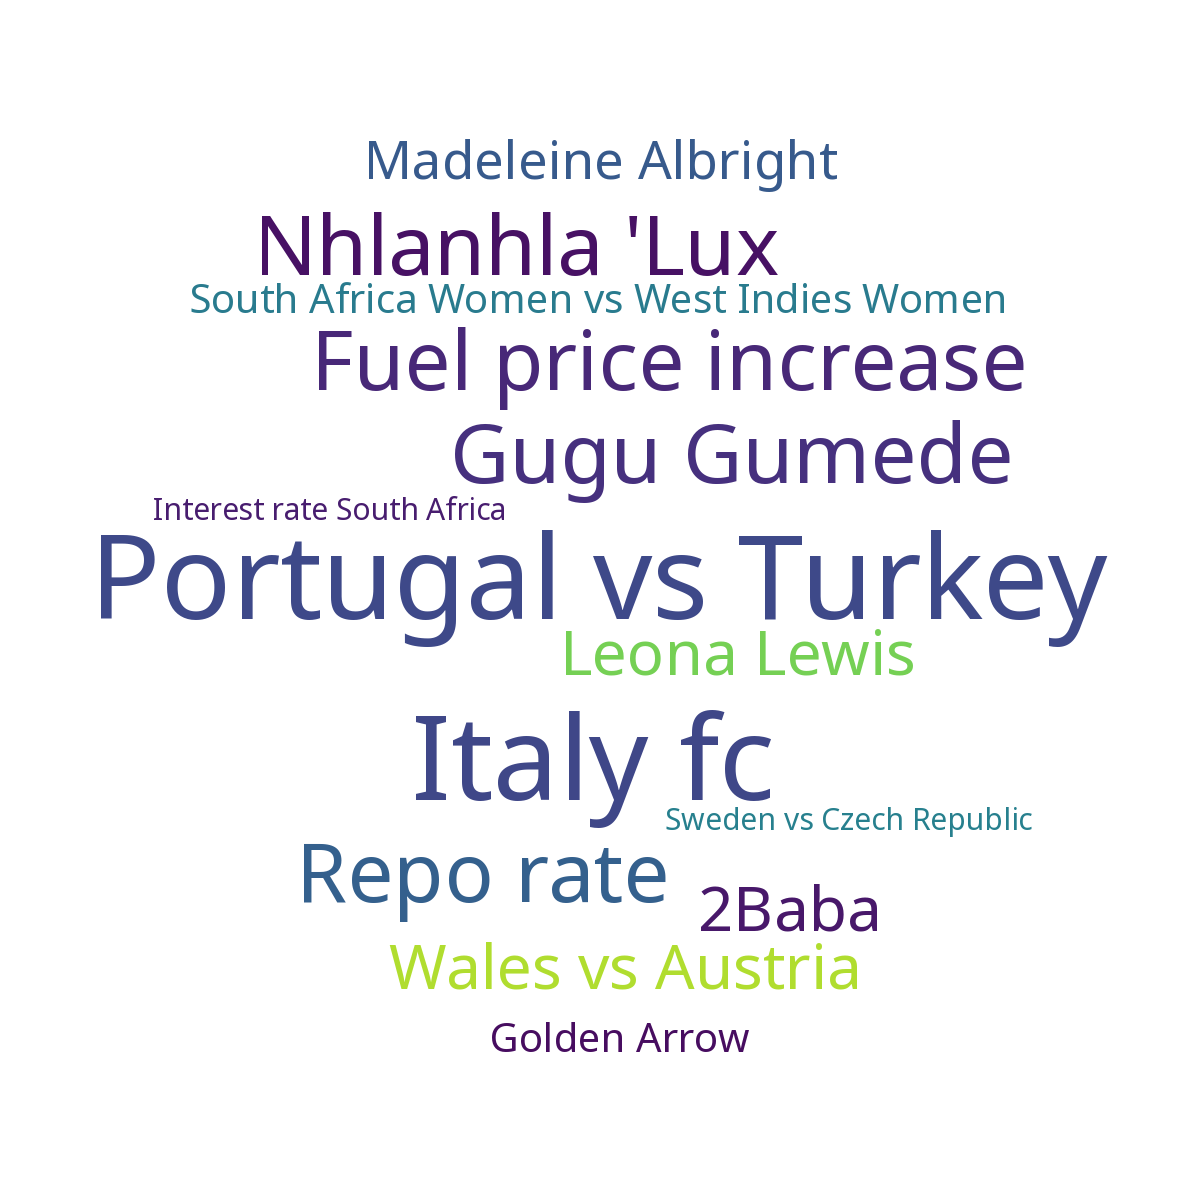 Madeleine Albright
Nhlanhla 'Lux
South Africa Women vs West Indies Women
Fuel price increase
Gugu Gumede
Interest rate South Africa
Portugal vs Turkey
Leona Lewis
Italy fc
Sweden vs Czech Republic
Repo rate
2Baba
Wales vs Austria
Golden Arrow